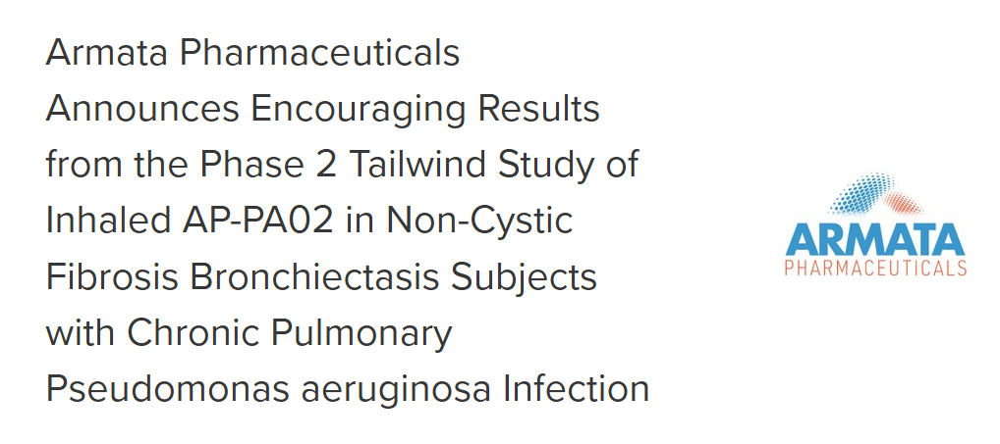 Armata Pharmaceuticals
Announces Encouraging Results
from the Phase 2 Tailwind Study of
Inhaled AP-PA02 in Non-Cystic
Fibrosis Bronchiectasis Subjects
with Chronic Pulmonary
Pseudomonas aeruginosa Infection
ARMATA
PHARMACEUTICALS